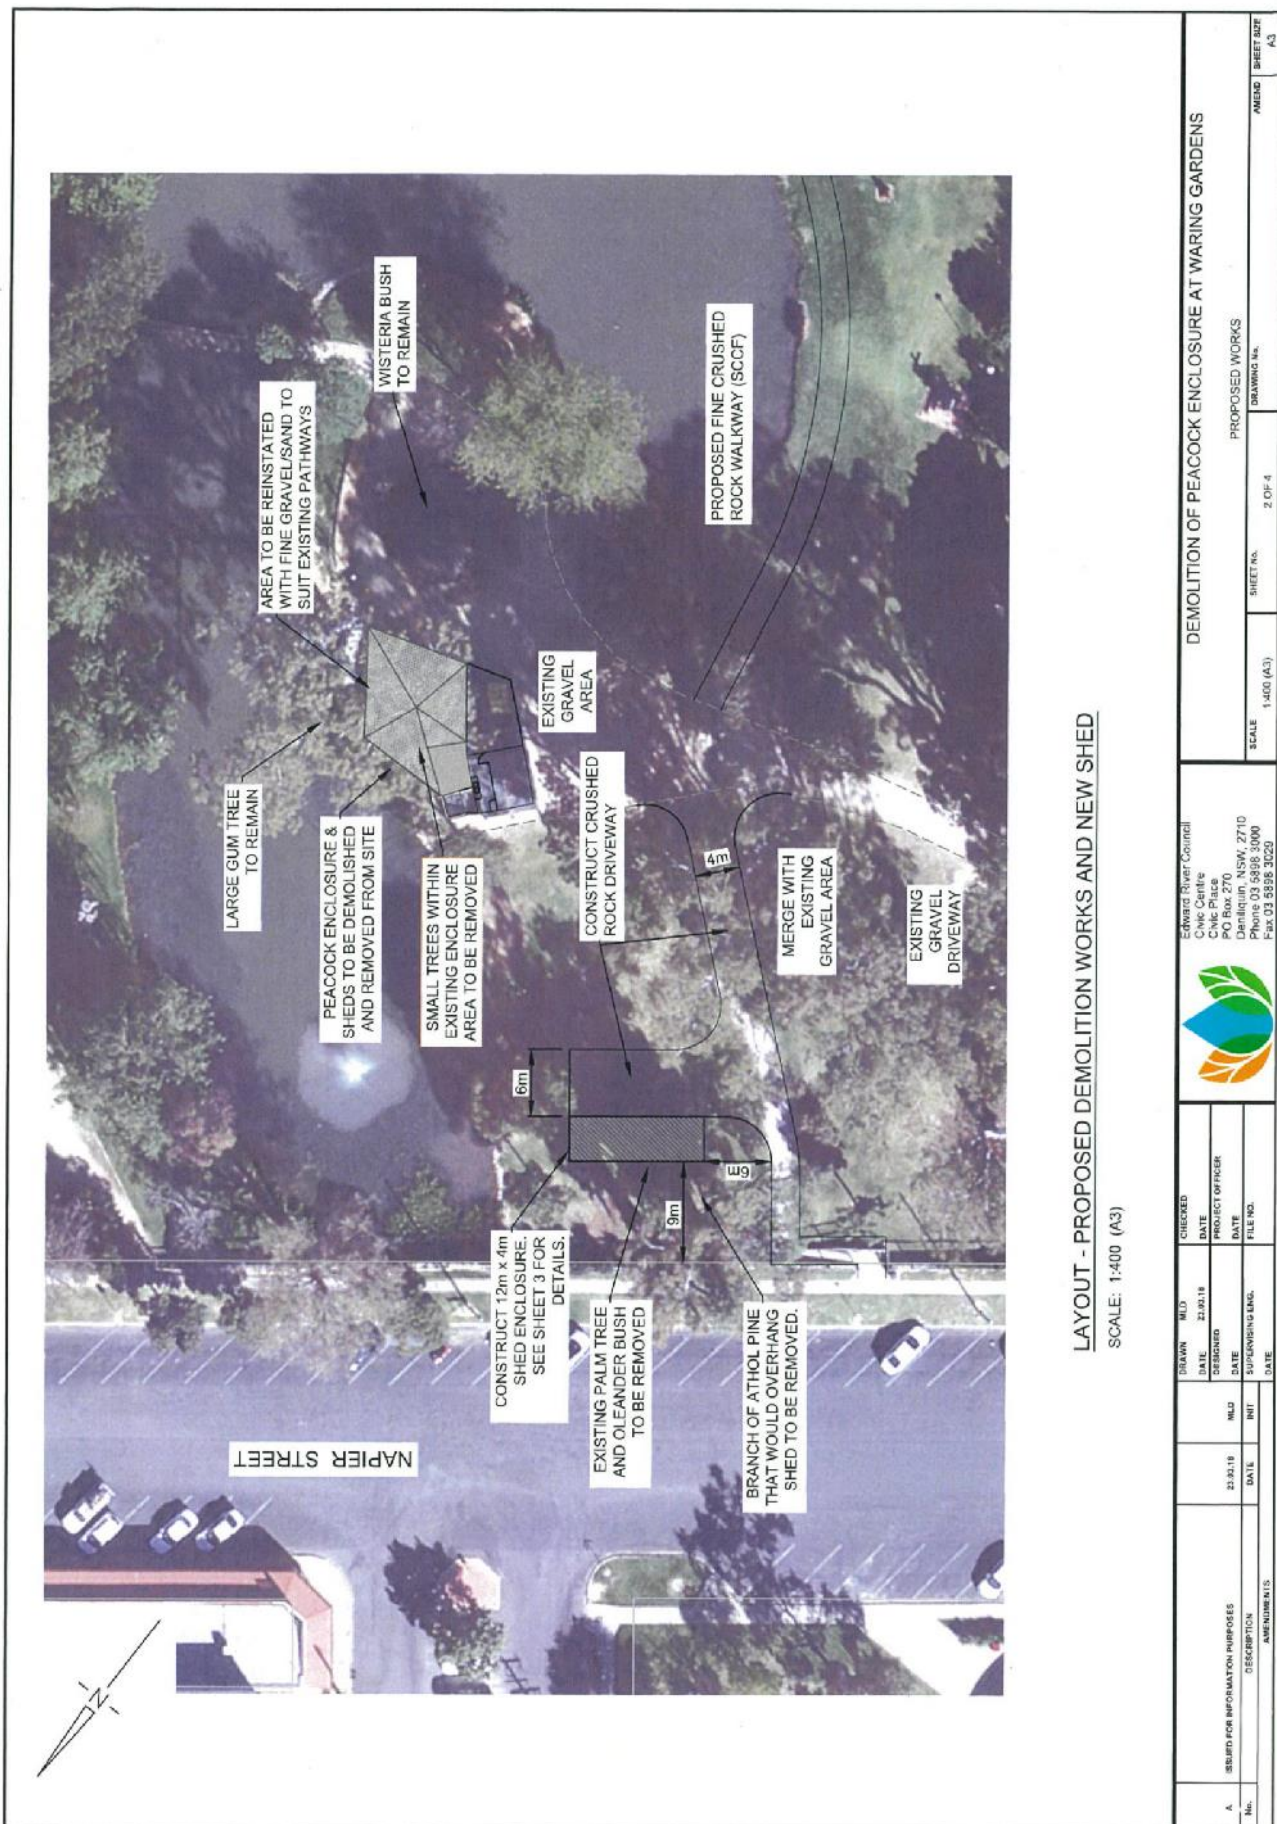 LARGE GUM TREE
TO REMAIN
AREA TO BE REINSTATED
WITH FINE GRAVEL/SAND TO
SUIT EXISTING PATHWAYS
WISTERIA BUSH
TO REMAIN
PEACOCK ENCLOSURE &
SHEDS TO BE DEMOLISHED
AND REMOVED FROM SITE
SMALL TREES WITHIN
EXISTING ENCLOSURE
AREA TO BE REMOVED
EXISTING
GRAVEL
AREA
PROPOSED FINE CRUSHED
ROCK WALKWAY (SCCF)
CONSTRUCT CRUSHED
ROCK DRIVEWAY
4m
MERGE WITH
EXISTING
GRAVEL AREA
EXISTING
GRAVEL
DRIVEWAY
6m
6m
9m
CONSTRUCT 12m x 4m
SHED ENCLOSURE.
SEE SHEET 3 FOR
DETAILS.
EXISTING PALM TREE
AND OLEANDER BUSH
TO BE REMOVED
BRANCH OF ATHOL PINE
THAT WOULD OVERHANG
SHED TO BE REMOVED.
NAPIER STREET
N
LAYOUT - PROPOSED DEMOLITION WORKS AND NEW SHED
SCALE: 1:400 (A3)
A ISSUED FOR INFORMATION PURPOSES MLD
No. DESCRIPTION DATE INIT
AMENDMENTS
DRAWN MLD
DATE
DESIGNED
DATE
SUPERVISING ENG.
DATE
CHECKED
DATE
PROJECT OFFICER
DATE
FILE NO.
Edward River Council
Civic Centre
Civic Place
PO Box 270
Deniliquin, NSW, 2710
Phone 03 5898 3000
Fax 03 5898 3029
DEMOLITION OF PEACOCK ENCLOSURE AT WARING GARDENS
PROPOSED WORKS
SCALE 1:400 (A3)
SHEET No. 2 OF 4
DRAWING No.
AMEND
SHEET SIZE A3